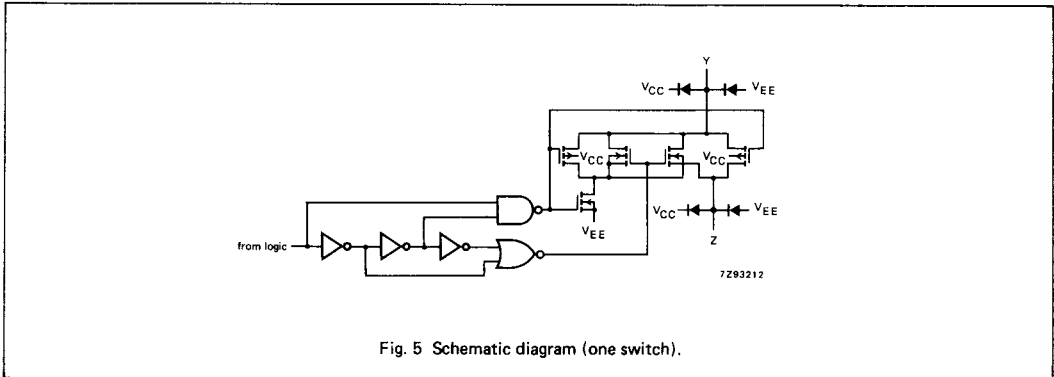 Y
VCC VEE
VCC VCC
VCC VEE
VEE
from logic
Z
7Z93212
Fig. 5 Schematic diagram (one switch).